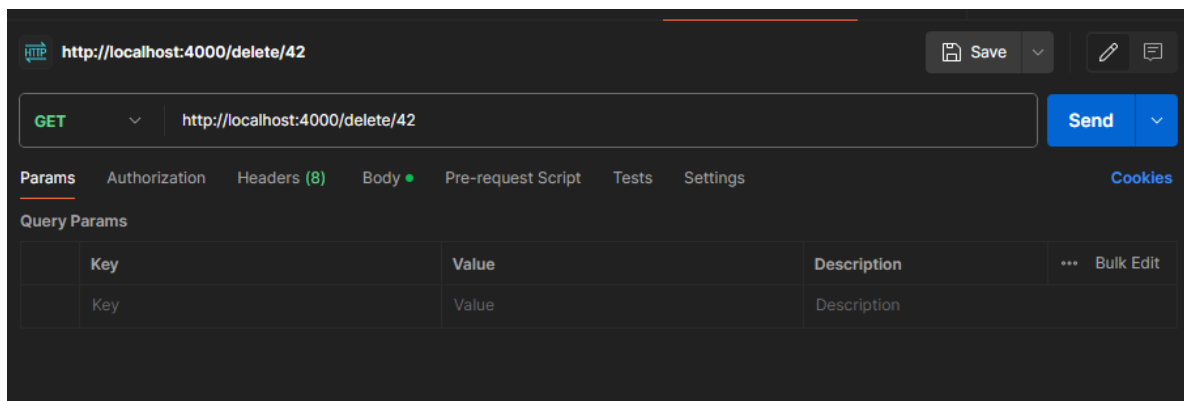 HTTP http://localhost:4000/delete/42 Save
GET http://localhost:4000/delete/42 Send
Params Authorization Headers (8) Body Pre-request Script Tests Settings Cookies
Query Params
Key Value Description ••• Bulk Edit
Key Value Description